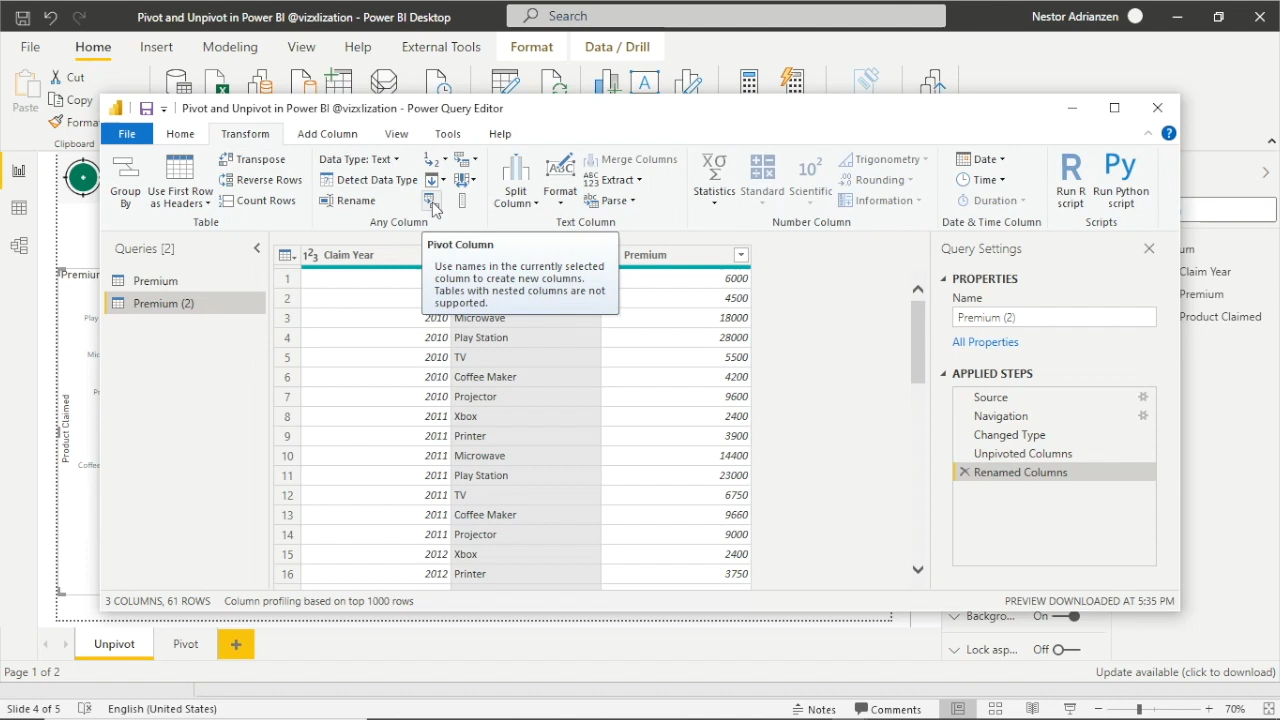 Pivot and Unpivot in Power BI @vizxlization - Power BI Desktop
Search
Nestor Adrianzen
File Home Insert Modeling View Help External Tools Format Data / Drill
Paste
Cut
Copy
Clipboard
Pivot and Unpivot in Power BI @vizxlization - Power Query Editor
File Home Transform Add Column View Tools Help
Group By
Use First Row as Headers
Transpose
Reverse Rows
Count Rows
Table
Data Type: Text
Detect Data Type
Rename
Any Column
Split Column
Format
Merge Columns
Extract
Parse
Text Column
Statistics
Standard
Scientific
Trigonometry
Rounding
Information
Number Column
Date
Time
Duration
Date & Time Column
R
Run R script
Py
Run Python script
Scripts
Queries [2]
Premium
Premium (2)
Pivot Column
Use names in the currently selected
column to create new columns.
Tables with nested columns are not
supported.
Claim Year Premium
1 6000
2 4500
3 2010 Microwave 18000
4 2010 Play Station 28000
5 2010 TV 5500
6 2010 Coffee Maker 4200
7 2010 Projector 9600
8 2011 Xbox 2400
9 2011 Printer 3900
10 2011 Microwave 14400
11 2011 Play Station 23000
12 2011 TV 6750
13 2011 Coffee Maker 9660
14 2011 Projector 9000
15 2012 Xbox 2400
16 2012 Printer 3750
Query Settings
PROPERTIES
Name
Premium (2)
All Properties
APPLIED STEPS
Source
Navigation
Changed Type
Unpivoted Columns
Renamed Columns
Claim Year
Premium
Product Claimed
Product Claimed
3 COLUMNS, 61 ROWS Column profiling based on top 1000 rows
PREVIEW DOWNLOADED AT 5:35 PM
On
Off
Unpivot Pivot
Page 1 of 2
Update available (click to download)
Slide 4 of 5 English (United States) Notes Comments 70%